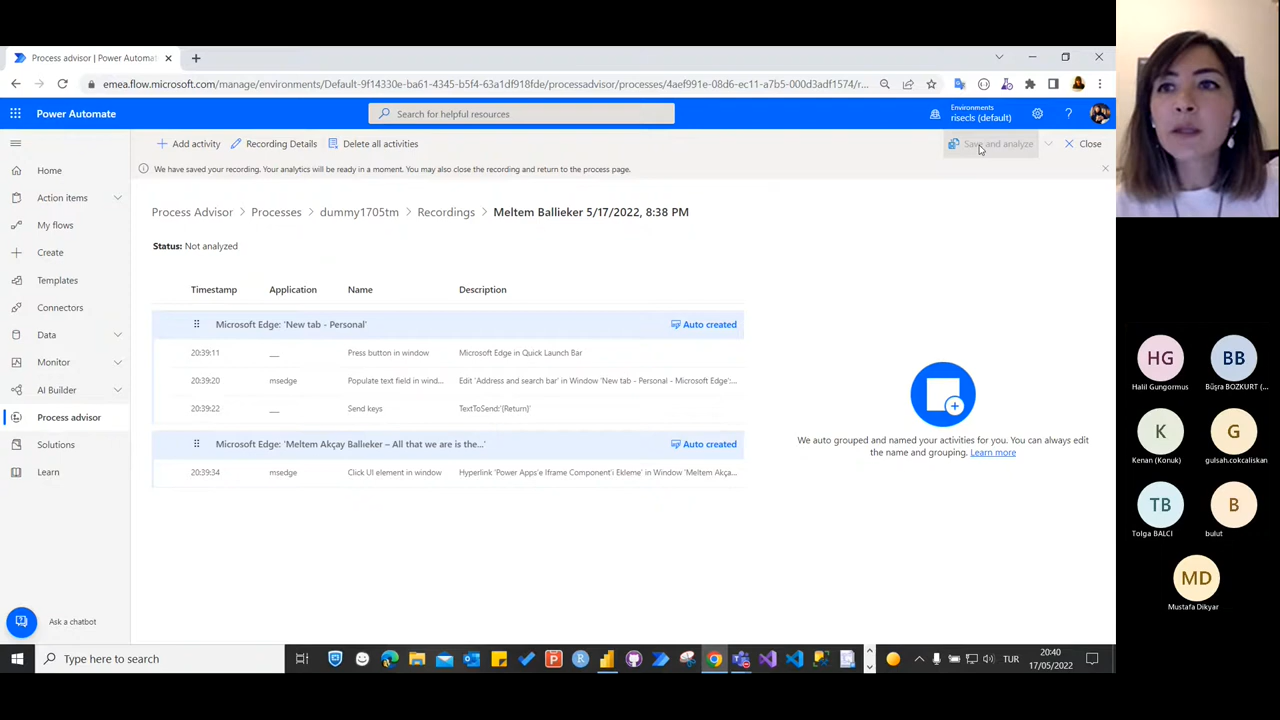 Process advisor | Power Automat
emea.flow.microsoft.com/manage/environments/Default-9f14330e-ba61-4345-b5f4-63a1df918fde/processadvisor/processes/4aef991e-08d6-ec11-a7b5-000d3adf1574/r...
Power Automate
Search for helpful resources
Environments
risecls (default)
Add activity
Recording Details
Delete all activities
Save and analyze
Close
We have saved your recording. Your analytics will be ready in a moment. You may also close the recording and return to the process page.
Home
Action items
My flows
Create
Templates
Connectors
Data
Monitor
AI Builder
Process advisor
Solutions
Learn
Ask a chatbot
Process Advisor > Processes > dummy1705tm > Recordings > Meltem Ballieker 5/17/2022, 8:38 PM
Status: Not analyzed
Timestamp Application Name Description
Microsoft Edge: 'New tab - Personal' Auto created
20:39:11 __ Press button in window Microsoft Edge in Quick Launch Bar
20:39:20 msedge Populate text field in wind... Edit 'Address and search bar' in Window 'New tab - Personal - Microsoft Edge':...
20:39:22 __ Send keys TextToSend:'{Return}'
Microsoft Edge: 'Meltem Akçay Ballıeker – All that we are is the...' Auto created
20:39:34 msedge Click UI element in window Hyperlink 'Power Apps'e Iframe Component'i Ekleme' in Window 'Meltem Akça...
We auto grouped and named your activities for you. You can always edit
the name and grouping. Learn more
HG
Halil Gungormus
BB
Büşra BOZKURT (...
K
Kenan (Konuk)
G
gulsah.cokcaliskan
TB
Tolga BALCI
B
bulut
MD
Mustafa Dikyar
Type here to search
TUR
20:40
17/05/2022